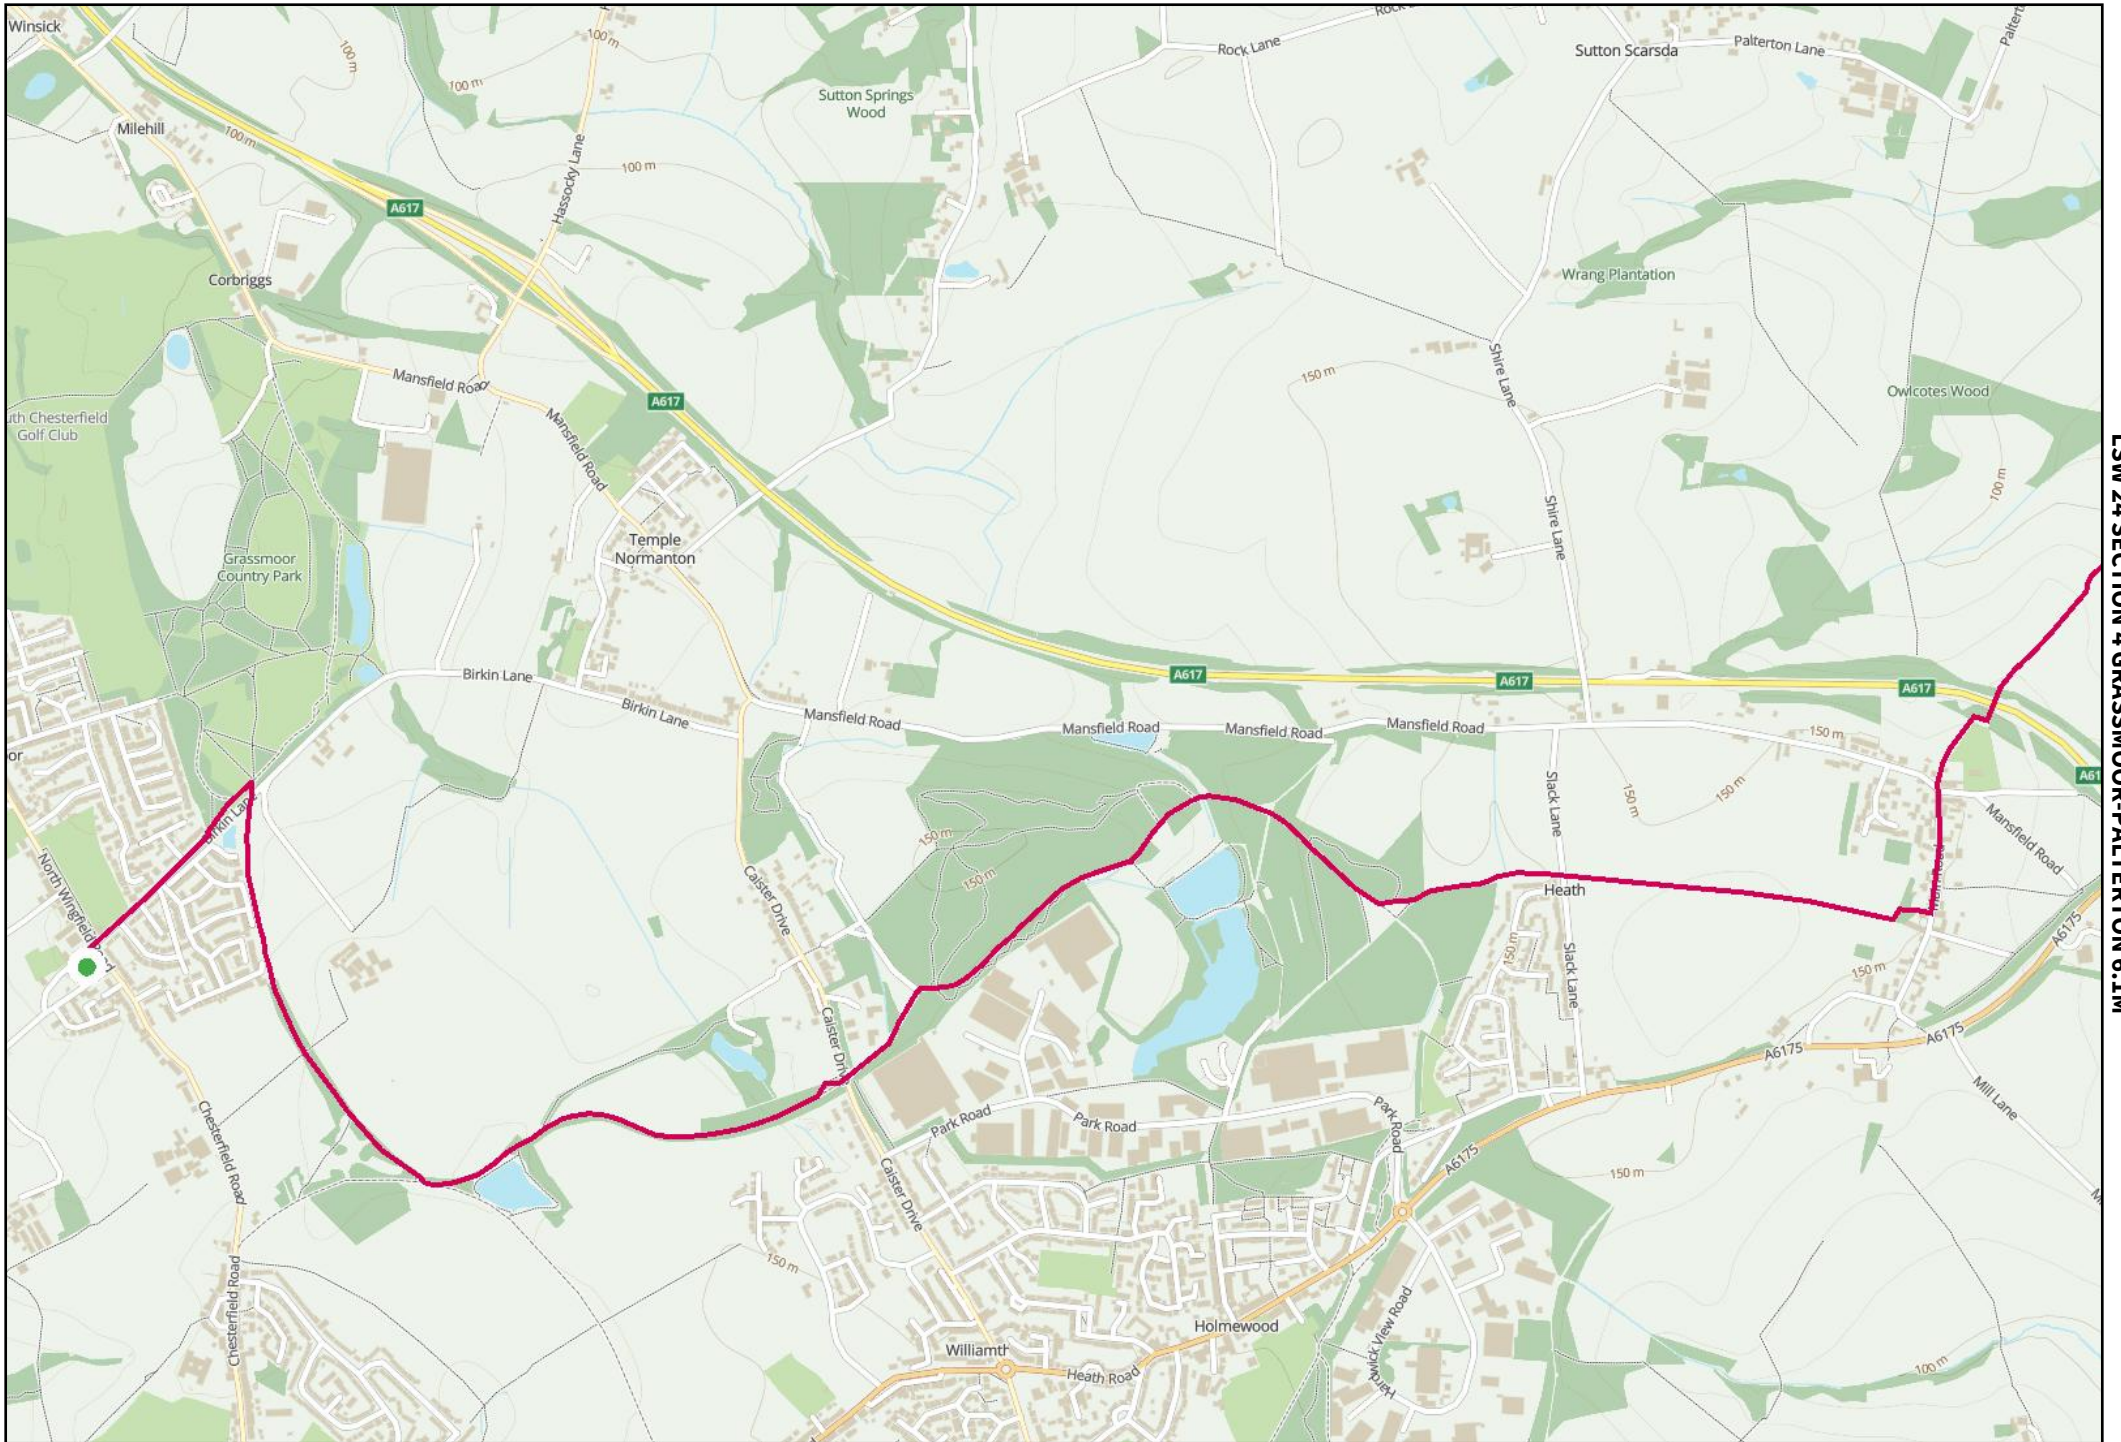 Winsick
100 m
100 m
100 m
Rock Lane
Sutton Scarsda
Palterton Lane
Sutton Springs
Wood
Milehill
100 m
100 m
Hassocky Lane
A617
Corbriggs
Wrang Plantation
Mansfield Road
150 m
Shire Lane
Owlcotes Wood
A617
uth Chesterfield
Golf Club
Mansfield Road
100 m
Shire Lane
Temple
Normanton
Grassmoor
Country Park
Birkin Lane
Birkin Lane
A617
A617
A617
Mansfield Road
Mansfield Road
Mansfield Road
Mansfield Road
150 m
or
A61
Birkin Lane
150 m
150 m
Slack Lane
150 m
150 m
Mansfield Road
Main Road
Heath
North Wingfield Road
Caister Drive
150 m
Slack Lane
150 m
A6175
Caister Drive
A6175
A6175
Mill Lane
Chesterfield Road
Park Road
Park Road
Park Road
A6175
150 m
Caister Drive
150 m
Chesterfield Road
Holmewood
Hardwick View Road
Williamth
Heath Road
100 m
LSW 24 SECTION 4 GRASSMOOR-PALTERTON 6.1M